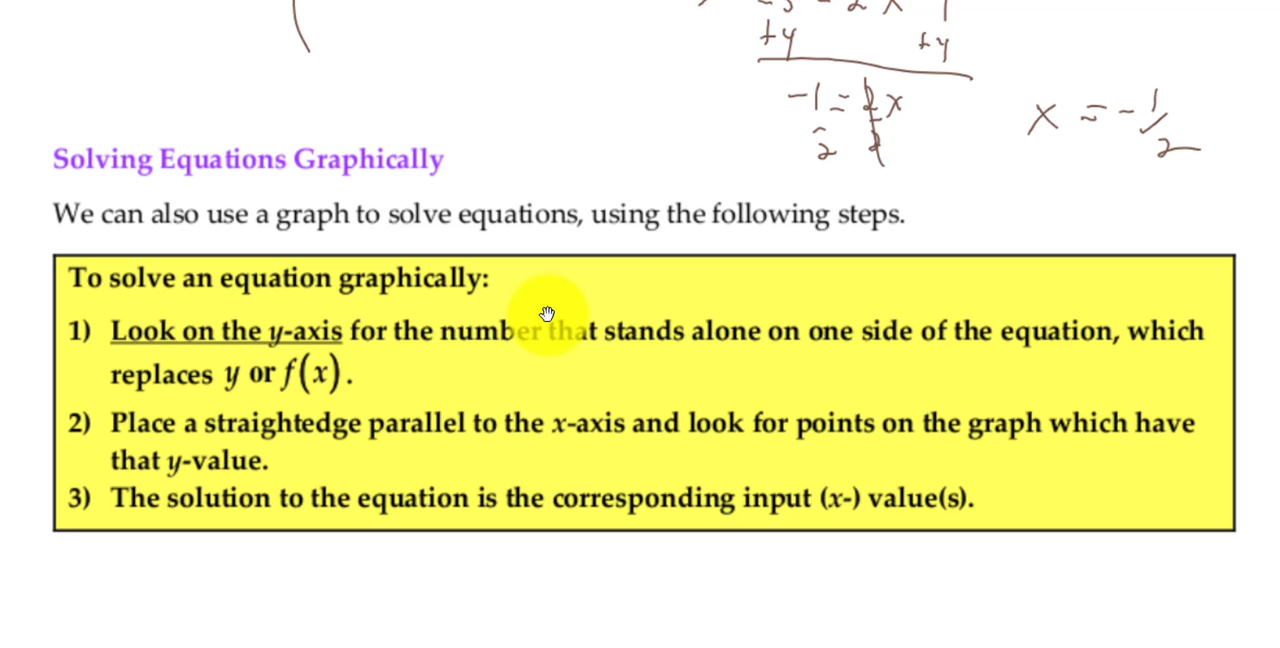 +y +y
-1 = 2x
2 2
x = -1/2
Solving Equations Graphically
We can also use a graph to solve equations, using the following steps.
To solve an equation graphically:
1) Look on the y-axis for the number that stands alone on one side of the equation, which
replaces y or f(x).
2) Place a straightedge parallel to the x-axis and look for points on the graph which have
that y-value.
3) The solution to the equation is the corresponding input (x-) value(s).